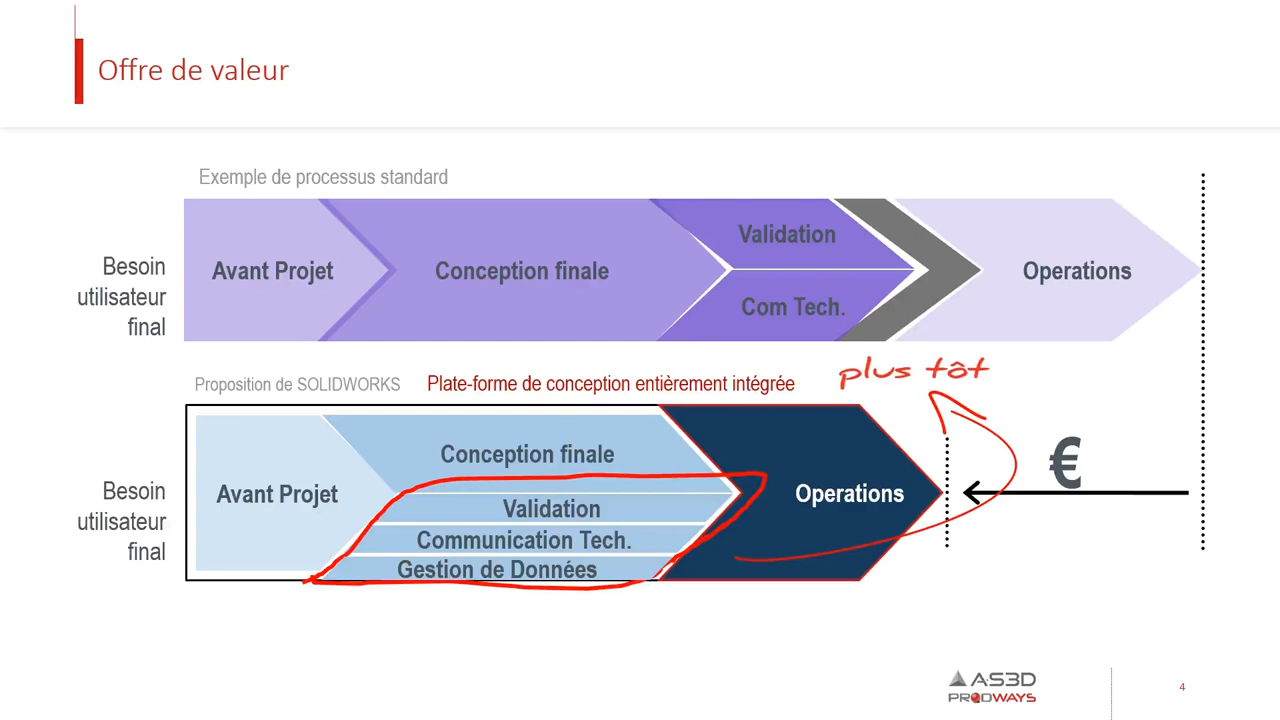 Offre de valeur
Exemple de processus standard
Besoin
utilisateur
final
Avant Projet
Conception finale
Validation
Com Tech.
Operations
Proposition de SOLIDWORKS
Plate-forme de conception entièrement intégrée
plus tôt
Besoin
utilisateur
final
Avant Projet
Conception finale
Validation
Communication Tech.
Gestion de Données
Operations
€
AS3D
PRODWAYS
4